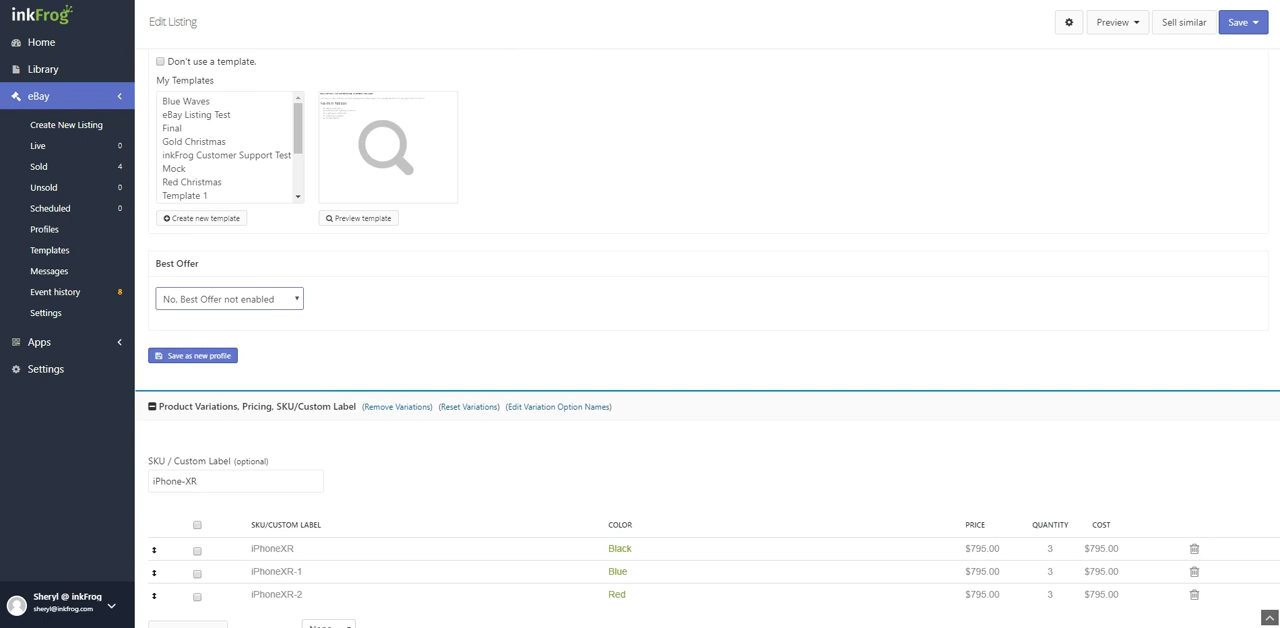 inkFrog
Edit Listing
Preview
Sell similar
Save
Home
Library
eBay
Create New Listing
Live 0
Sold 4
Unsold 0
Scheduled 0
Profiles
Templates
Messages
Event history 8
Settings
Apps
Settings
Sheryl @ inkFrog
sheryl@inkfrog.com
Don't use a template.
My Templates
Blue Waves
eBay Listing Test
Final
Gold Christmas
inkFrog Customer Support Test
Mock
Red Christmas
Template 1
Create new template
Preview template
Best Offer
No, Best Offer not enabled
Save as new profile
Product Variations, Pricing, SKU/Custom Label (Remove Variations) (Reset Variations) (Edit Variation Option Names)
SKU / Custom Label (optional)
iPhone-XR
SKU/CUSTOM LABEL COLOR PRICE QUANTITY COST
iPhoneXR Black $795.00 3 $795.00
iPhoneXR-1 Blue $795.00 3 $795.00
iPhoneXR-2 Red $795.00 3 $795.00